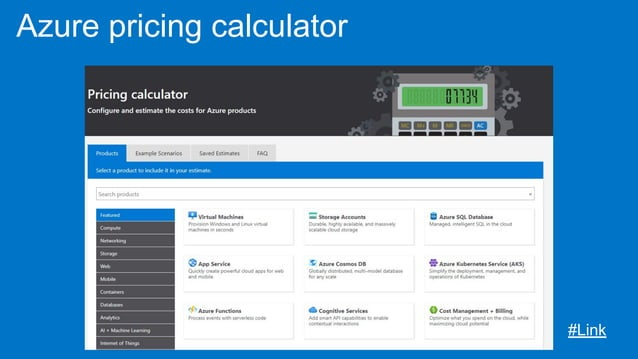 Azure pricing calculator
Pricing calculator
Configure and estimate the costs for Azure products
07734
MC M+ M- MR AC
Products Example Scenarios Saved Estimates FAQ
Select a product to include it in your estimate.
Search products
Featured
Compute
Networking
Storage
Web
Mobile
Containers
Databases
Analytics
AI + Machine Learning
Internet of Things
Virtual Machines
Provision Windows and Linux virtual
machines in seconds
Storage Accounts
Durable, highly available, and massively
scalable cloud storage
Azure SQL Database
Managed, intelligent SQL in the cloud
App Service
Quickly create powerful cloud apps for web
and mobile
Azure Cosmos DB
Globally distributed, multi-model database
for any scale
Azure Kubernetes Service (AKS)
Simplify the deployment, management, and
operations of Kubernetes
Azure Functions
Process events with serverless code
Cognitive Services
Add smart API capabilities to enable
contextual interactions
Cost Management + Billing
Optimize what you spend on the cloud, while
maximizing cloud potential
#Link